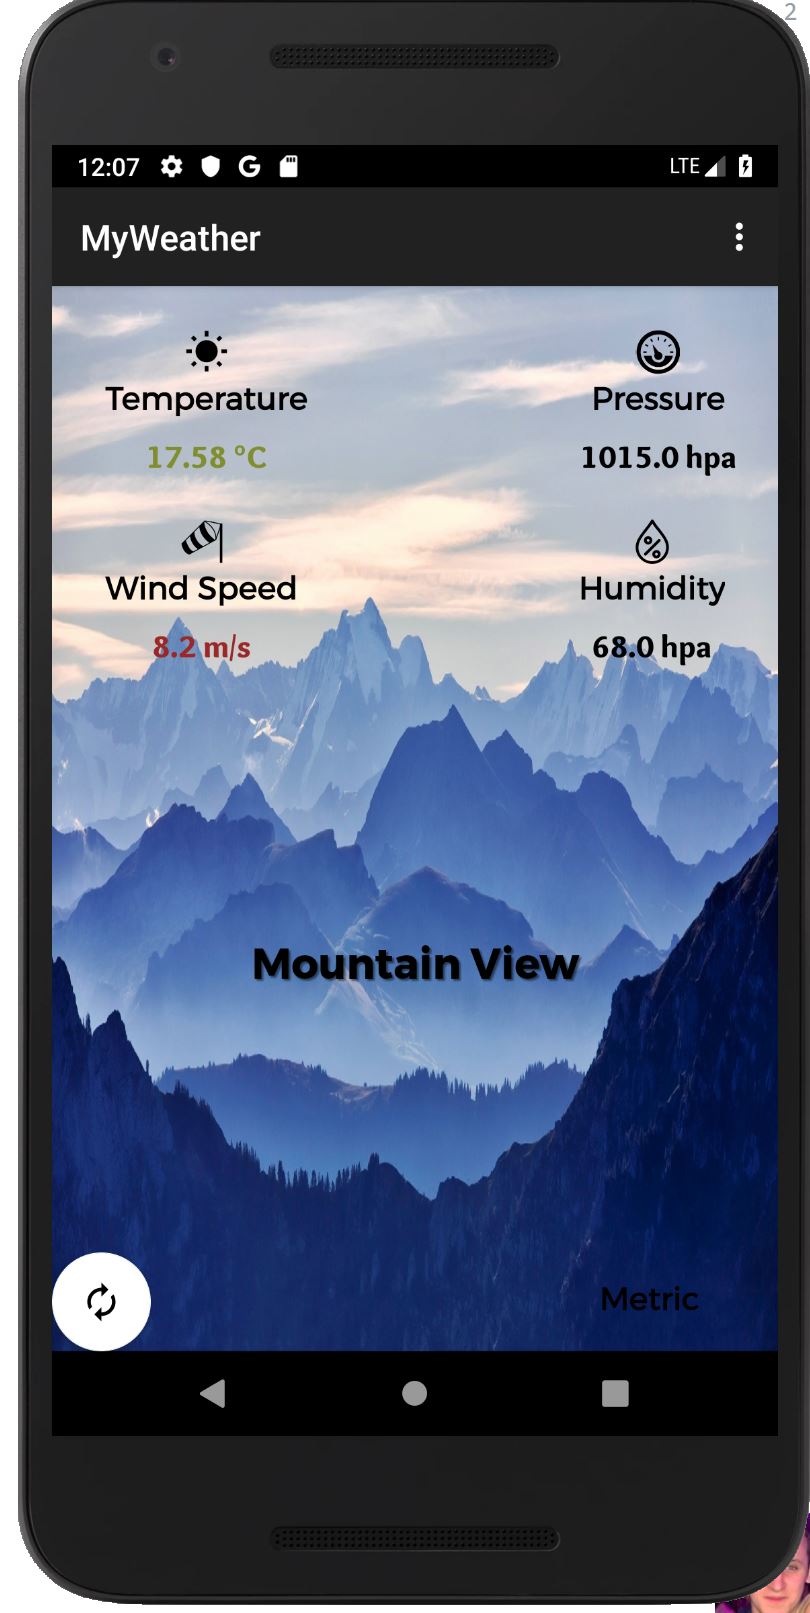 2
12:07 LTE
MyWeather
Temperature Pressure
17.58 °C 1015.0 hpa
Wind Speed Humidity
8.2 m/s 68.0 hpa
Mountain View
Metric